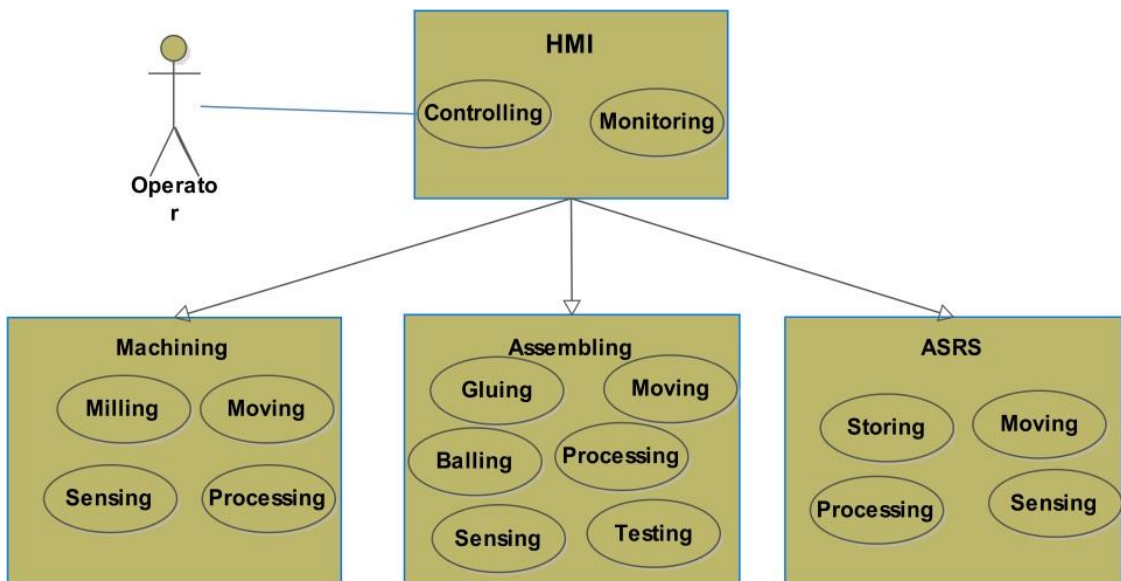 HMI
Controlling
Monitoring
Operato
r
Machining
Milling
Moving
Sensing
Processing
Assembling
Gluing
Moving
Balling
Processing
Sensing
Testing
ASRS
Storing
Moving
Processing
Sensing